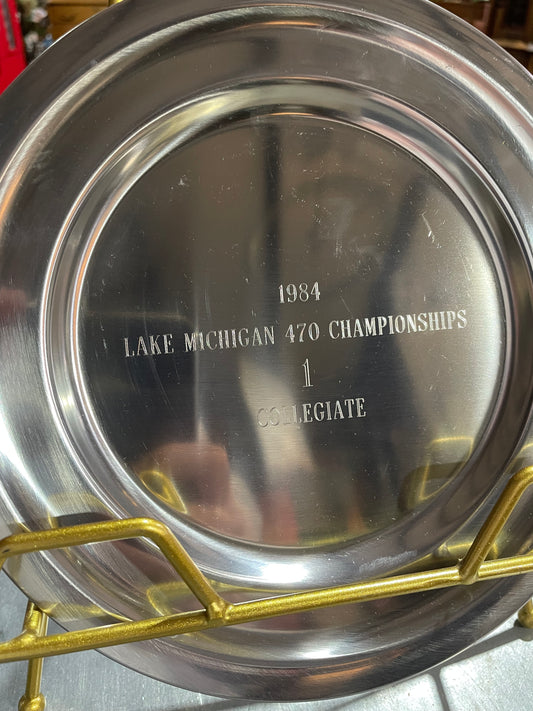 1984
LAKE MICHIGAN 470 CHAMPIONSHIPS
1
COLLEGIATE